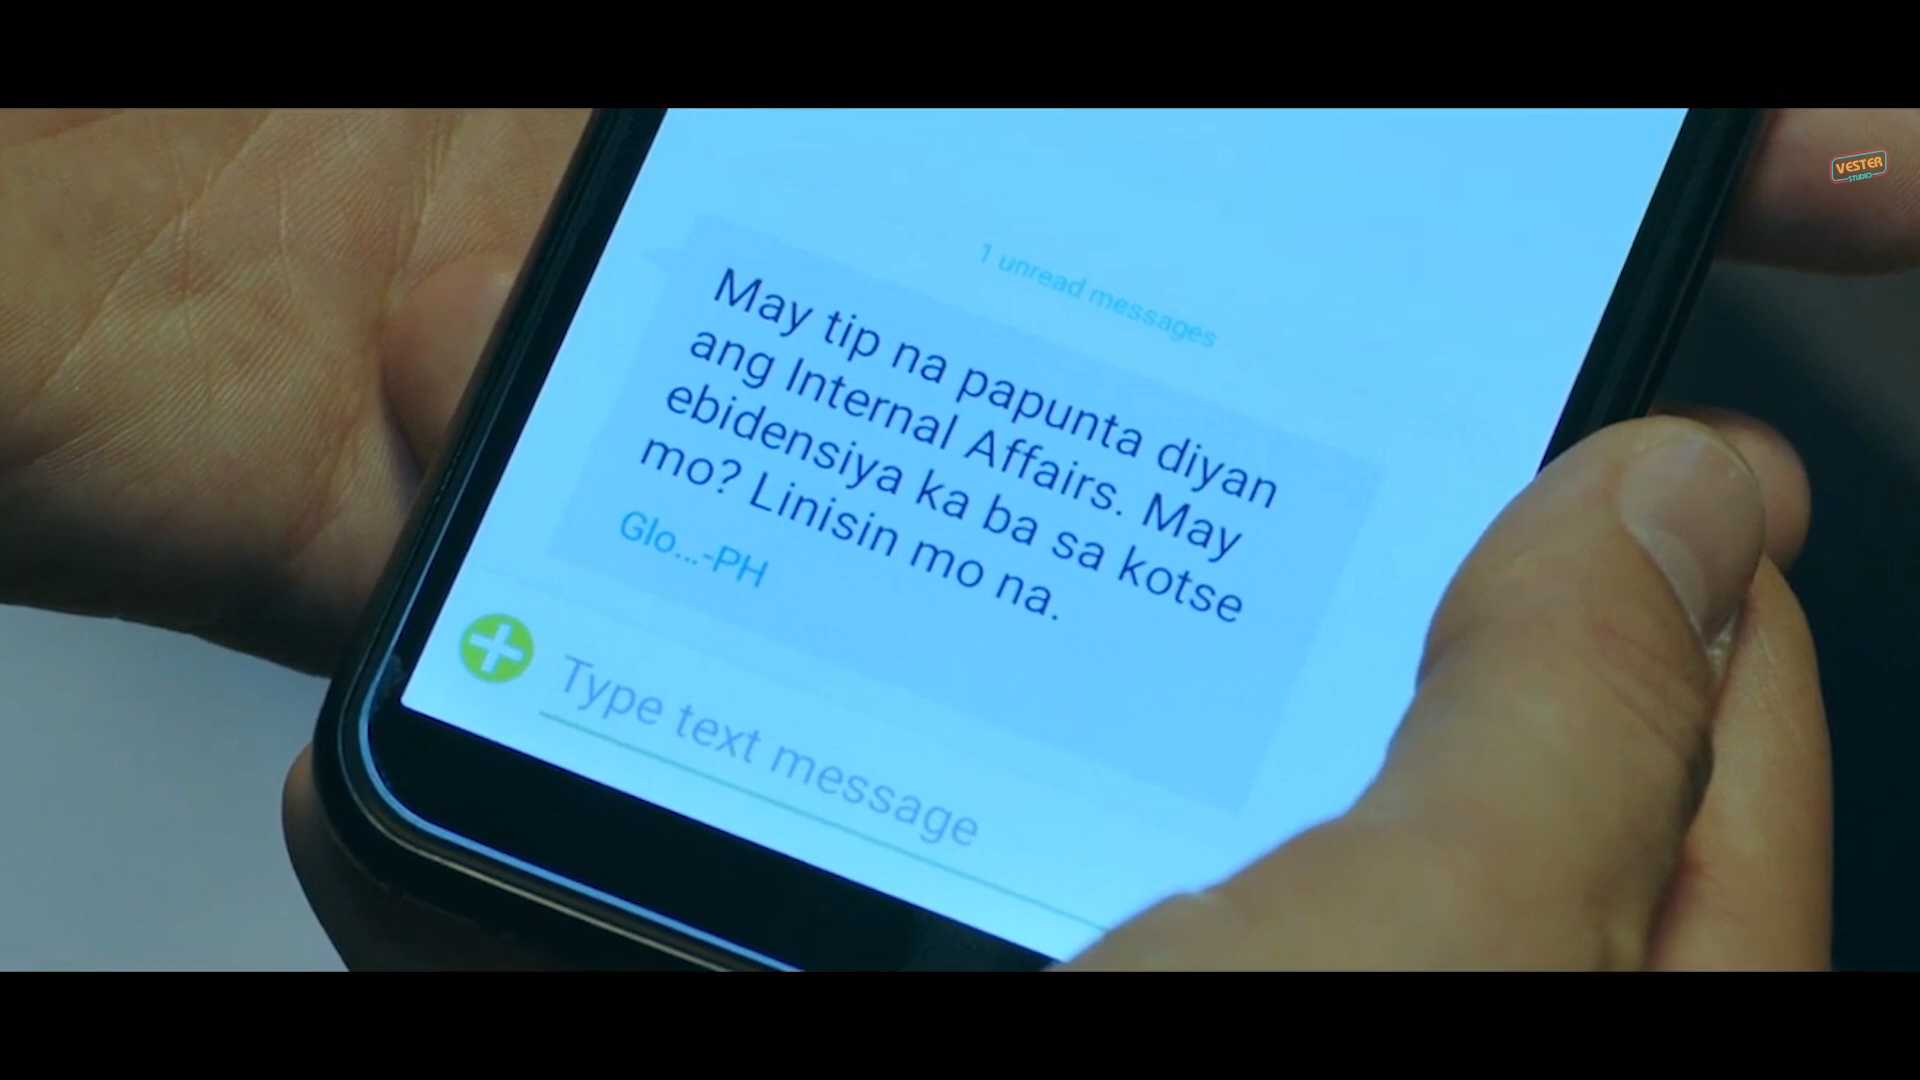 VESTER
STUDIO
1 unread messages
May tip na papunta diyan
ang Internal Affairs. May
ebidensiya ka ba sa kotse
mo? Linisin mo na.
Glo...-PH
Type text message